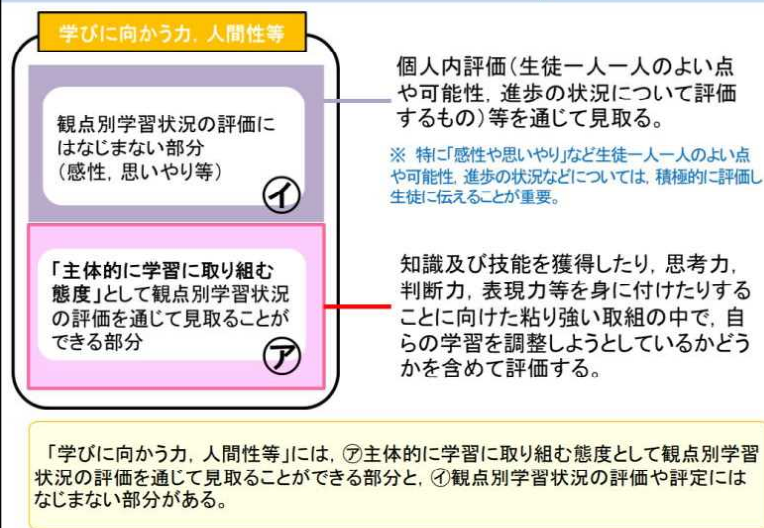 学びに向かう力，人間性等
観点別学習状況の評価に
はなじまない部分
（感性，思いやり等）
㋑
個人内評価（生徒一人一人のよい点
や可能性，進歩の状況について評価
するもの）等を通じて見取る。
※ 特に「感性や思いやり」など生徒一人一人のよい点
や可能性，進歩の状況などについては，積極的に評価し
生徒に伝えることが重要。
「主体的に学習に取り組む
態度」として観点別学習状況
の評価を通じて見取ることが
できる部分
㋐
知識及び技能を獲得したり，思考力，
判断力，表現力等を身に付けたりする
ことに向けた粘り強い取組の中で，自
らの学習を調整しようとしているかどう
かを含めて評価する。
「学びに向かう力，人間性等」には，㋐主体的に学習に取り組む態度として観点別学習
状況の評価を通じて見取ることができる部分と，㋑観点別学習状況の評価や評定には
なじまない部分がある。